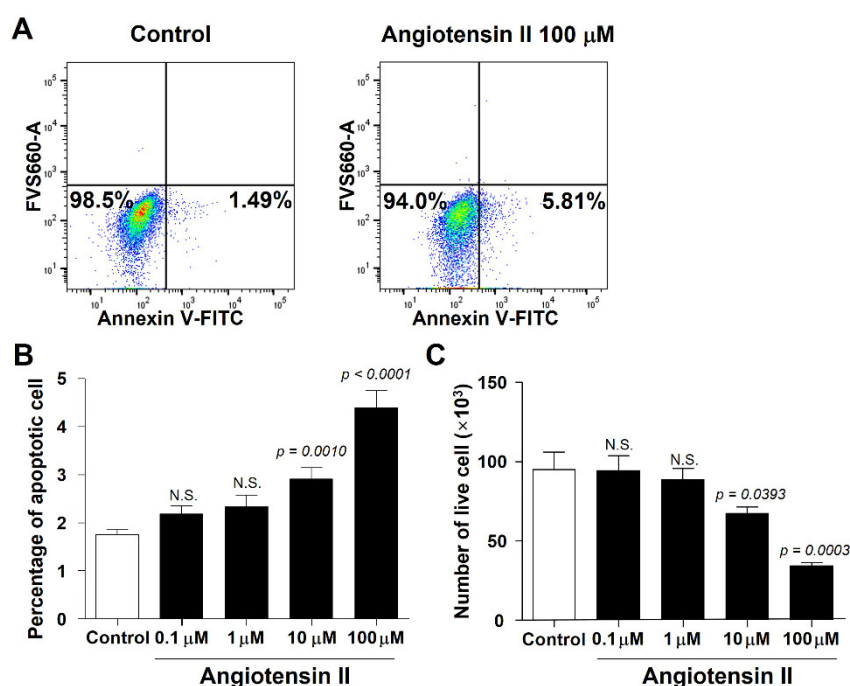 A
Control
Angiotensin II 100 μM
FVS660-A
10⁵
10⁴
10³
10²
10¹
98.5%
1.49%
10¹
10²
10³
10⁴
10⁵
Annexin V-FITC
FVS660-A
10⁵
10⁴
10³
10²
10¹
94.0%
5.81%
10¹
10²
10³
10⁴
10⁵
Annexin V-FITC
B
Percentage of apoptotic cell
5
4
3
2
1
0
N.S.
N.S.
p = 0.0010
p < 0.0001
Control
0.1 μM
1 μM
10 μM
100 μM
Angiotensin II
C
Number of live cell (×10³)
150
100
50
0
N.S.
N.S.
p = 0.0393
p = 0.0003
Control
0.1 μM
1 μM
10 μM
100 μM
Angiotensin II